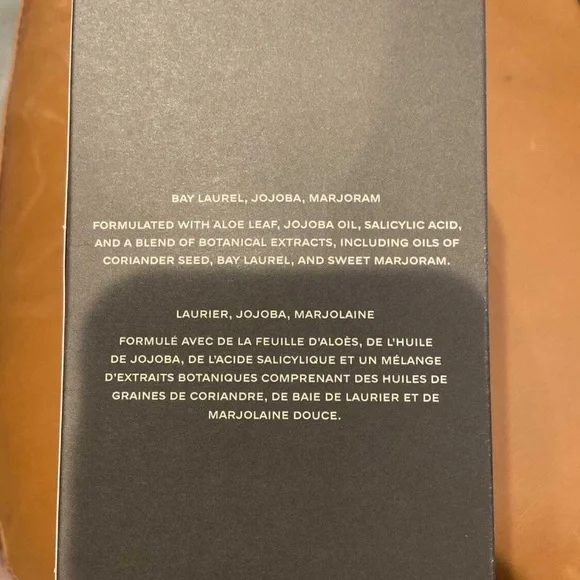 BAY LAUREL, JOJOBA, MARJORAM
FORMULATED WITH ALOE LEAF, JOJOBA OIL, SALICYLIC ACID,
AND A BLEND OF BOTANICAL EXTRACTS, INCLUDING OILS OF
CORIANDER SEED, BAY LAUREL, AND SWEET MARJORAM.
LAURIER, JOJOBA, MARJOLAINE
FORMULÉ AVEC DE LA FEUILLE D'ALOÈS, DE L'HUILE
DE JOJOBA, DE L'ACIDE SALICYLIQUE ET UN MÉLANGE
D'EXTRAITS BOTANIQUES COMPRENANT DES HUILES DE
GRAINES DE CORIANDRE, DE BAIE DE LAURIER ET DE
MARJOLAINE DOUCE.